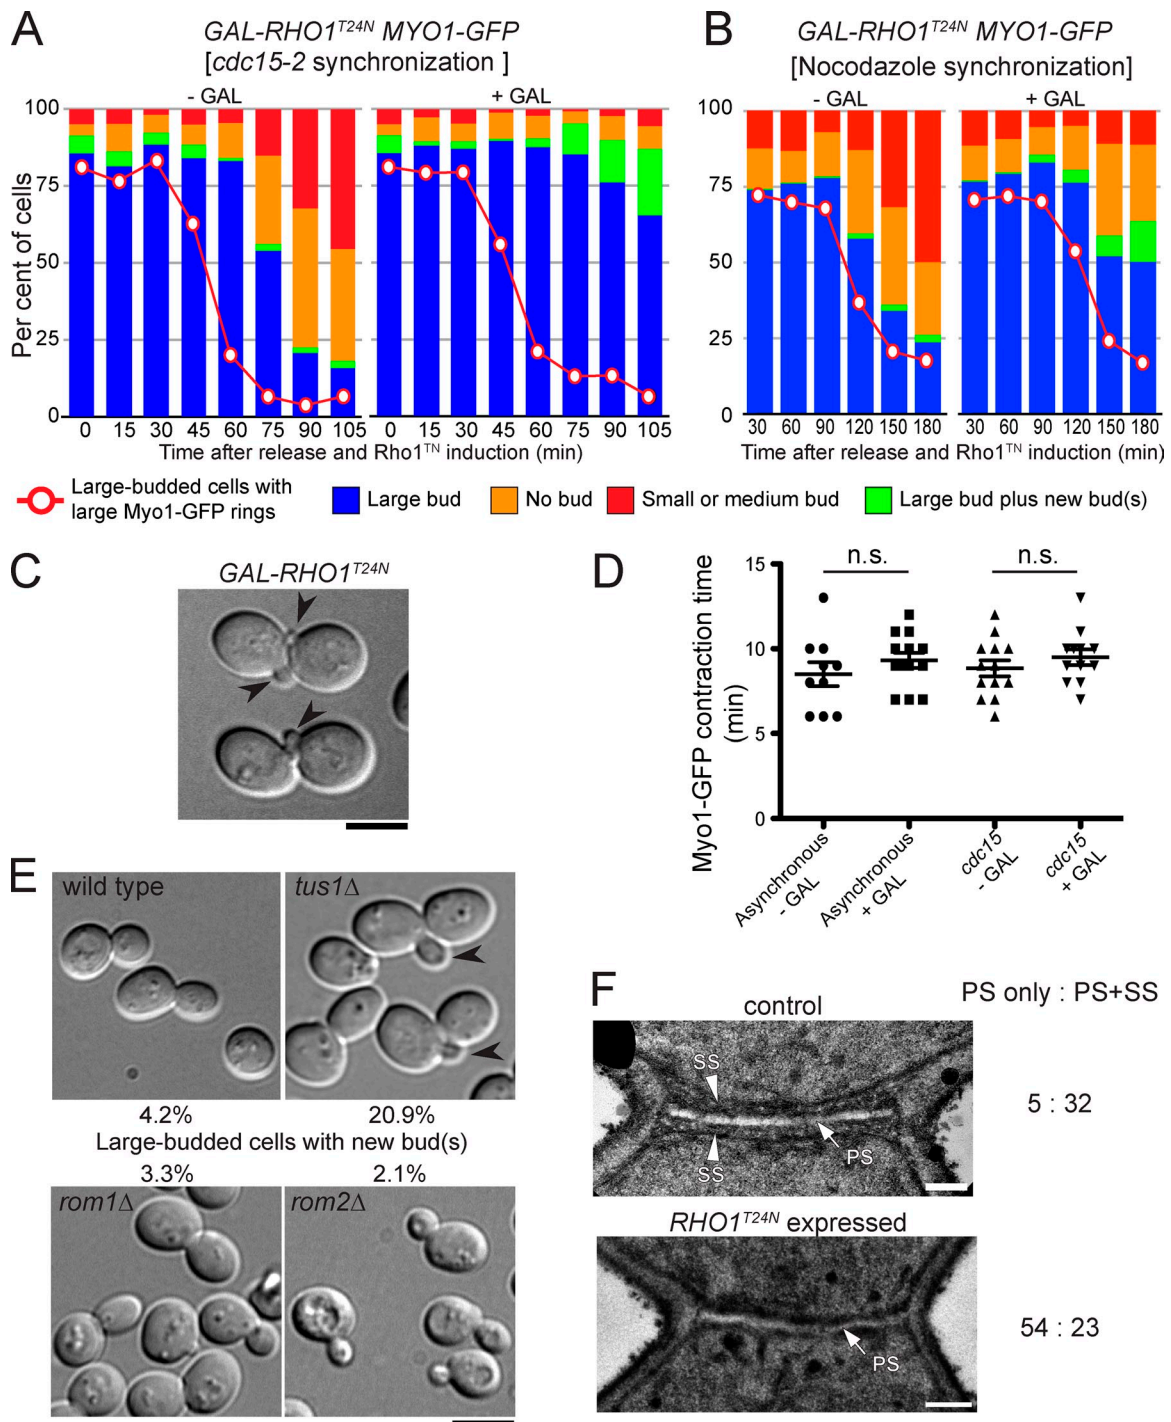 A
GAL-RHO1T24N MYO1-GFP
[cdc15-2 synchronization ]
- GAL
+ GAL
Per cent of cells
100
75
50
25
0
0 15 30 45 60 75 90 105
0 15 30 45 60 75 90 105
Time after release and Rho1TN induction (min)
B
GAL-RHO1T24N MYO1-GFP
[Nocodazole synchronization]
- GAL
+ GAL
100
75
50
25
0
30 60 90 120 150 180
30 60 90 120 150 180
Time after release and Rho1TN induction (min)
Large-budded cells with
large Myo1-GFP rings
Large bud
No bud
Small or medium bud
Large bud plus new bud(s)
C
GAL-RHO1T24N
D
Myo1-GFP contraction time
(min)
15
10
5
0
n.s.
n.s.
Asynchronous
- GAL
Asynchronous
+ GAL
cdc15
- GAL
cdc15
+ GAL
E
wild type
tus1Δ
4.2%
20.9%
Large-budded cells with new bud(s)
3.3%
2.1%
rom1Δ
rom2Δ
F
control
PS only : PS+SS
SS
SS
PS
5 : 32
RHO1T24N expressed
PS
54 : 23